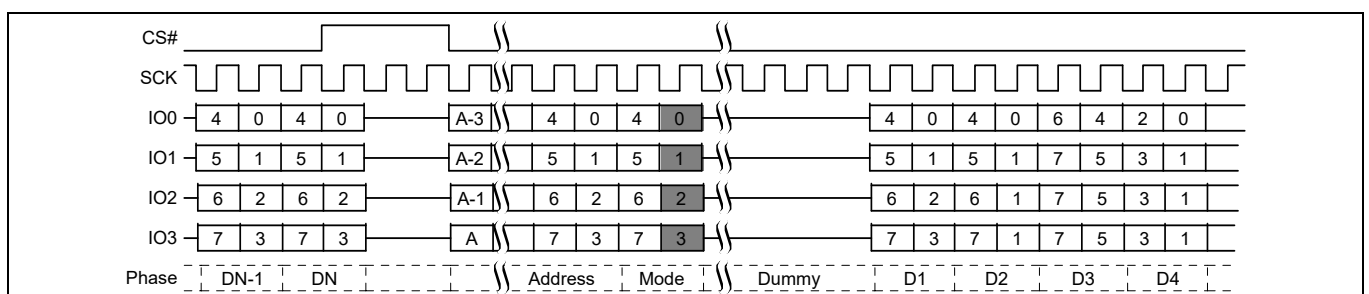 CS#
SCK
IO0 4 0 4 0 A-3 4 0 4 0 4 0 4 0 6 4 2 0
IO1 5 1 5 1 A-2 5 1 5 1 5 1 5 1 7 5 3 1
IO2 6 2 6 2 A-1 6 2 6 2 6 2 6 1 7 5 3 1
IO3 7 3 7 3 A 7 3 7 3 7 3 7 1 7 5 3 1
Phase DN-1 DN Address Mode Dummy D1 D2 D3 D4